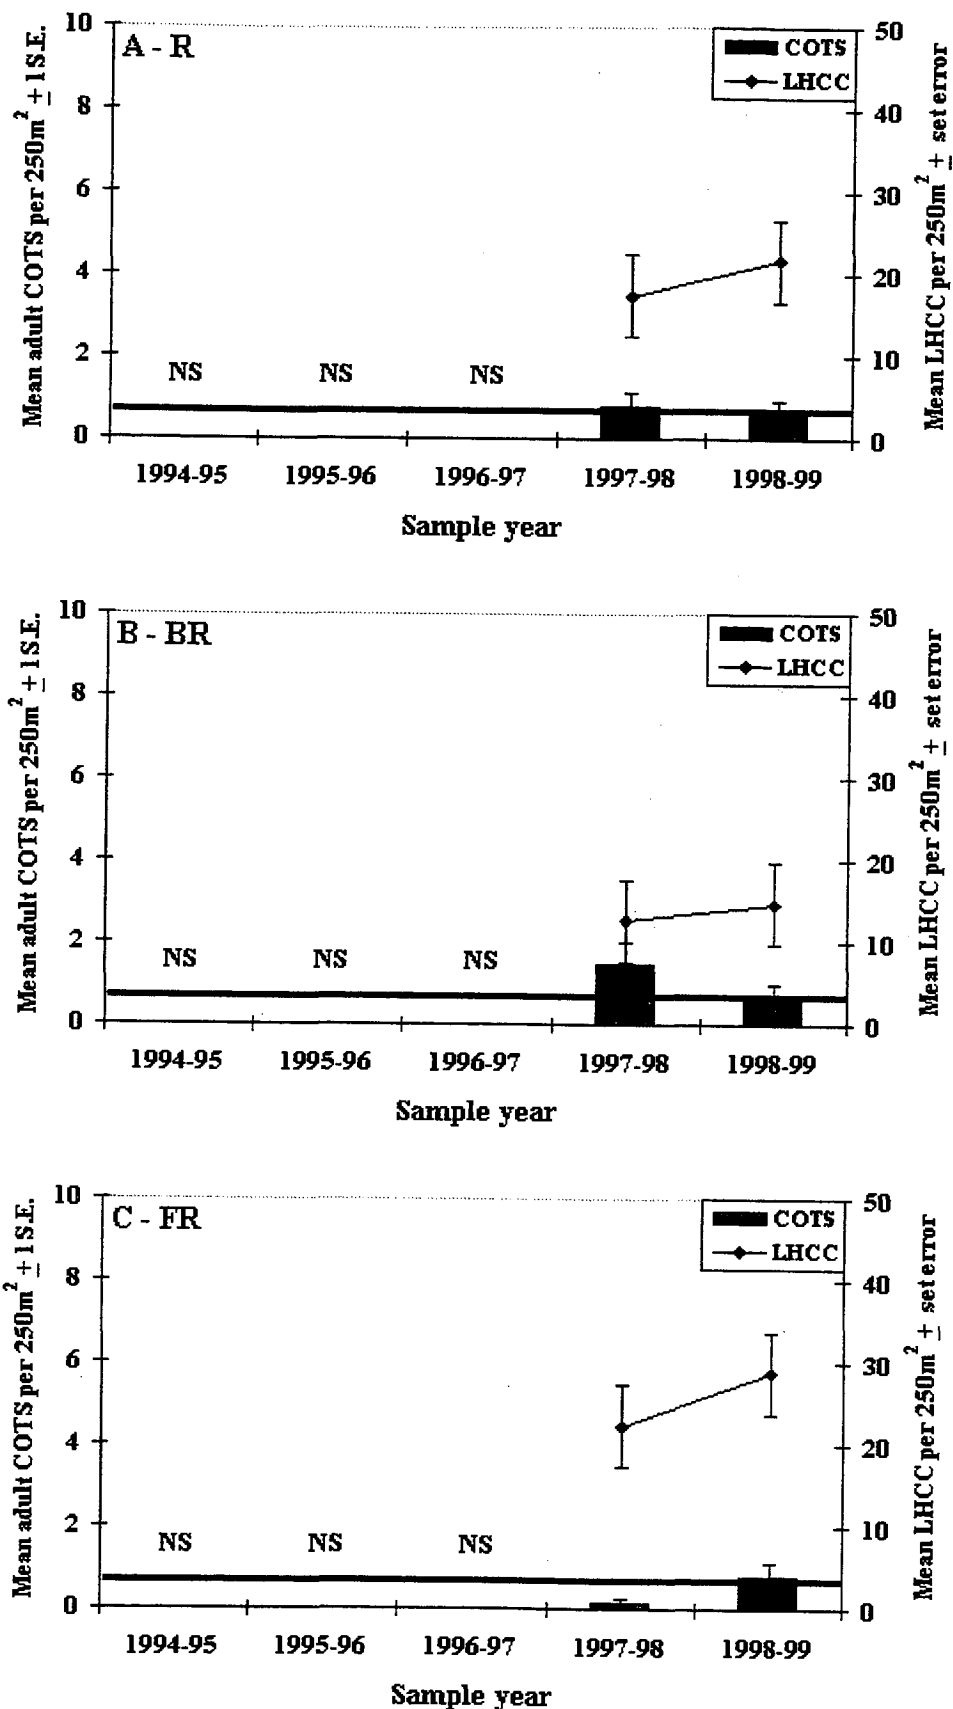 A - R
COTS
LHCC
Mean adult COTS per 250m² ± 1 S.E.
10
8
6
4
2
0
50
40
30
20
10
0
Mean LHCC per 250m² ± set error
NS NS NS
1994-95 1995-96 1996-97 1997-98 1998-99
Sample year
B - BR
COTS
LHCC
Mean adult COTS per 250m² ± 1 S.E.
10
8
6
4
2
0
50
40
30
20
10
0
Mean LHCC per 250m² ± set error
NS NS NS
1994-95 1995-96 1996-97 1997-98 1998-99
Sample year
C - FR
COTS
LHCC
Mean adult COTS per 250m² ± 1 S.E.
10
8
6
4
2
0
50
40
30
20
10
0
Mean LHCC per 250m² ± set error
NS NS NS
1994-95 1995-96 1996-97 1997-98 1998-99
Sample year